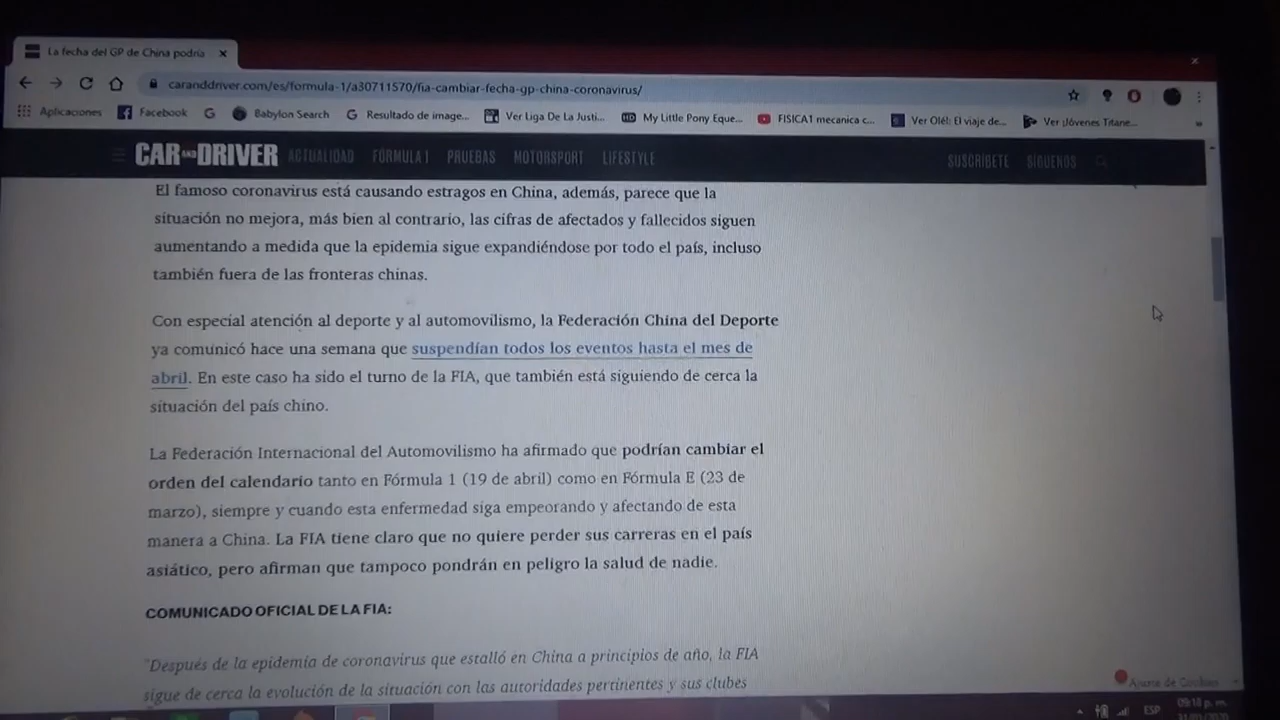 La fecha del GP de China podría
caranddriver.com/es/formula-1/a30711570/fia-cambiar-fecha-gp-china-coronavirus/
Aplicaciones Facebook Babylon Search Resultado de image... Ver Liga De La Justi... My Little Pony Eque... FISICA1 mecanica c... Ver Olé!: El viaje de... Ver ¡Jóvenes Titane...
CAR AND DRIVER ACTUALIDAD FÓRMULA 1 PRUEBAS MOTORSPORT LIFESTYLE SUSCRÍBETE SÍGUENOS
El famoso coronavirus está causando estragos en China, además, parece que la
situación no mejora, más bien al contrario, las cifras de afectados y fallecidos siguen
aumentando a medida que la epidemia sigue expandiéndose por todo el país, incluso
también fuera de las fronteras chinas.
Con especial atención al deporte y al automovilismo, la Federación China del Deporte
ya comunicó hace una semana que suspendían todos los eventos hasta el mes de
abril. En este caso ha sido el turno de la FIA, que también está siguiendo de cerca la
situación del país chino.
La Federación Internacional del Automovilismo ha afirmado que podrían cambiar el
orden del calendario tanto en Fórmula 1 (19 de abril) como en Fórmula E (23 de
marzo), siempre y cuando esta enfermedad siga empeorando y afectando de esta
manera a China. La FIA tiene claro que no quiere perder sus carreras en el país
asiático, pero afirman que tampoco pondrán en peligro la salud de nadie.
COMUNICADO OFICIAL DE LA FIA:
"Después de la epidemia de coronavirus que estalló en China a principios de año, la FIA
sigue de cerca la evolución de la situación con las autoridades pertinentes y sus clubes
Ajuste de Cookies
ESP 09:18 p. m.